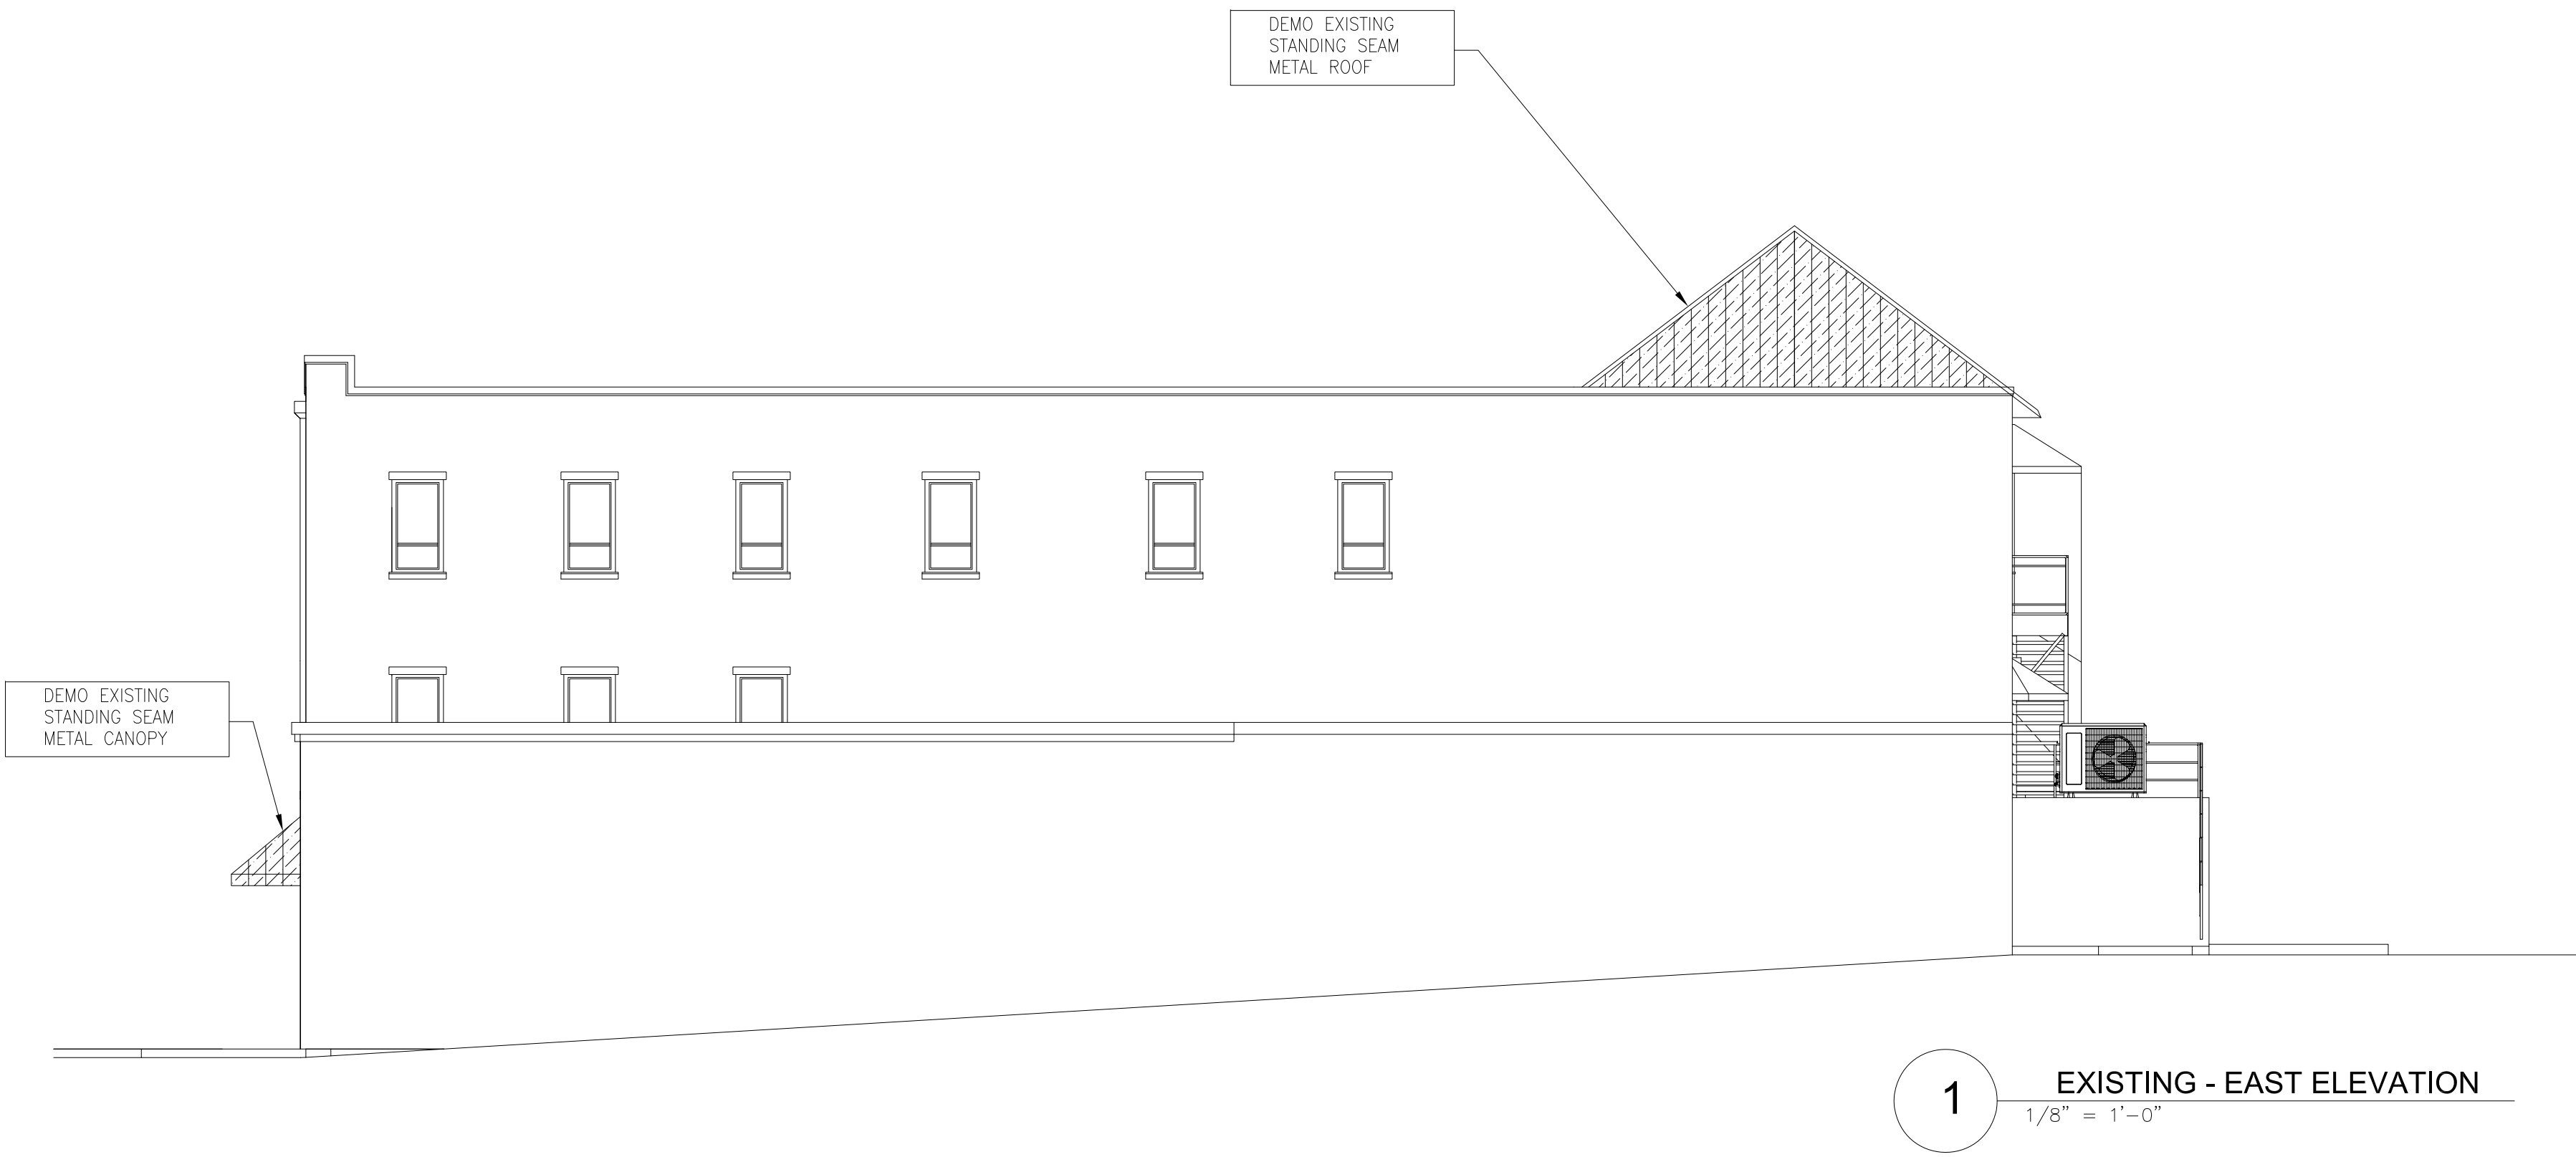 DEMO EXISTING
STANDING SEAM
METAL ROOF
DEMO EXISTING
STANDING SEAM
METAL CANOPY
1
EXISTING - EAST ELEVATION
1/8" = 1'-0"